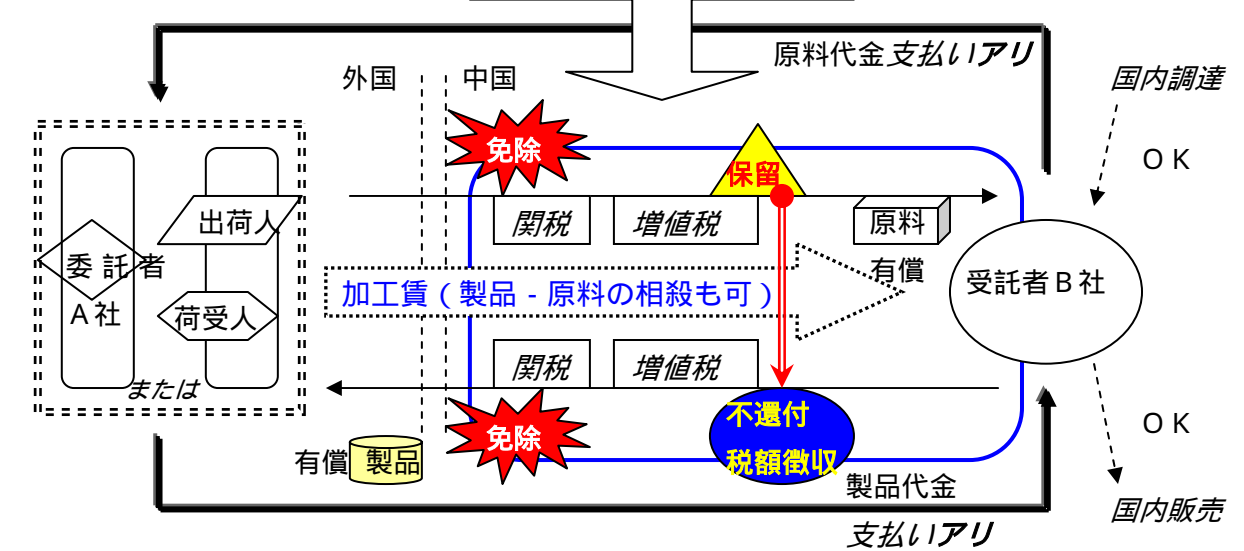 原料代金支払いアリ
外国
中国
国内調達
免除
保留
ＯＫ
出荷人
関税
増値税
原料
委 託 者
Ａ社
有償
受託者Ｂ社
加工賃（製品－原料の相殺も可）
荷受人
関税
増値税
または
免除
不還付
税額徴収
ＯＫ
有償
製品
製品代金
支払いアリ
国内販売